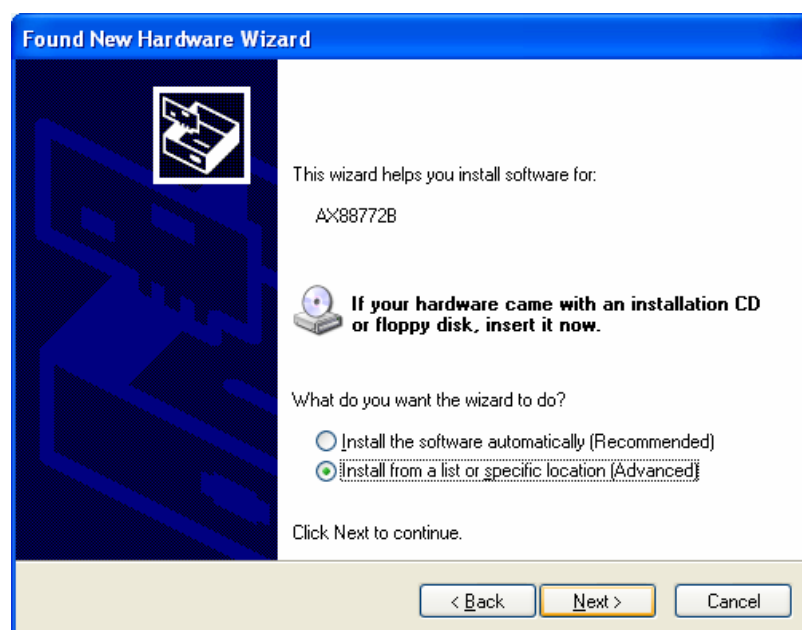 Found New Hardware Wizard
This wizard helps you install software for:
AX88772B
If your hardware came with an installation CD
or floppy disk, insert it now.
What do you want the wizard to do?
Install the software automatically (Recommended)
Install from a list or specific location (Advanced)
Click Next to continue.
< Back Next > Cancel